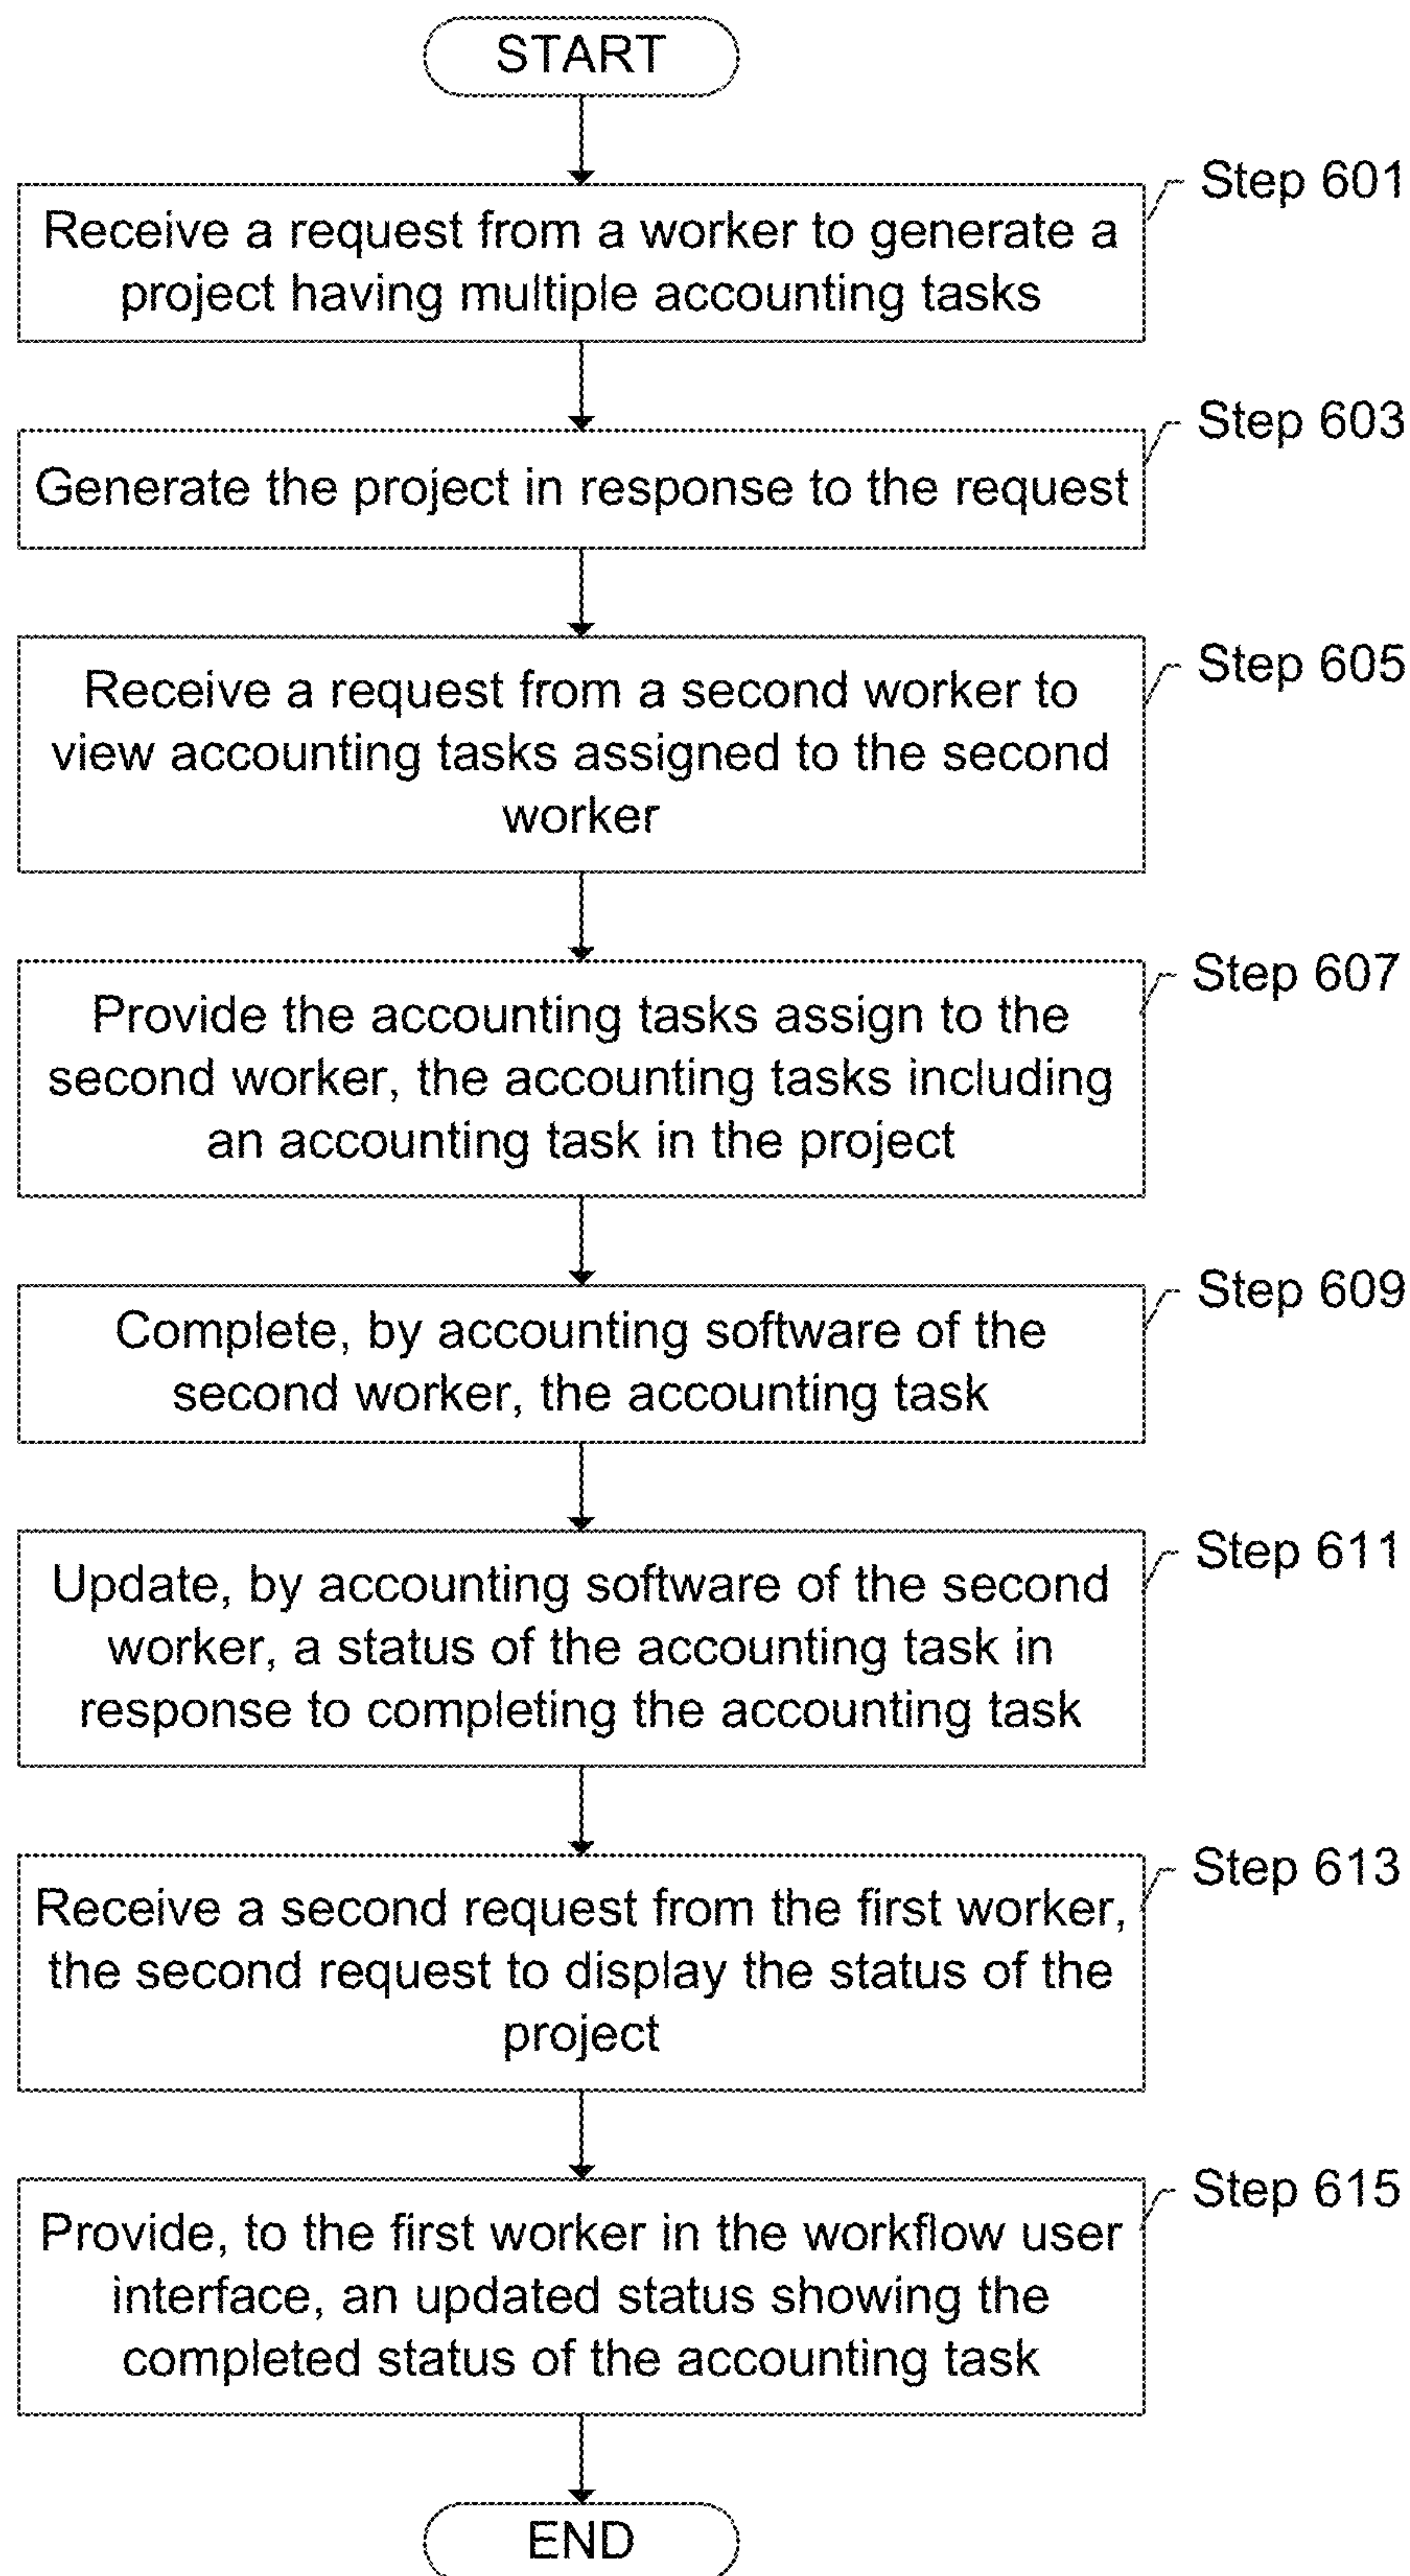 START
Step 601
Receive a request from a worker to generate a
project having multiple accounting tasks
Step 603
Generate the project in response to the request
Step 605
Receive a request from a second worker to
view accounting tasks assigned to the second
worker
Step 607
Provide the accounting tasks assign to the
second worker, the accounting tasks including
an accounting task in the project
Step 609
Complete, by accounting software of the
second worker, the accounting task
Step 611
Update, by accounting software of the second
worker, a status of the accounting task in
response to completing the accounting task
Step 613
Receive a second request from the first worker,
the second request to display the status of the
project
Step 615
Provide, to the first worker in the workflow user
interface, an updated status showing the
completed status of the accounting task
END